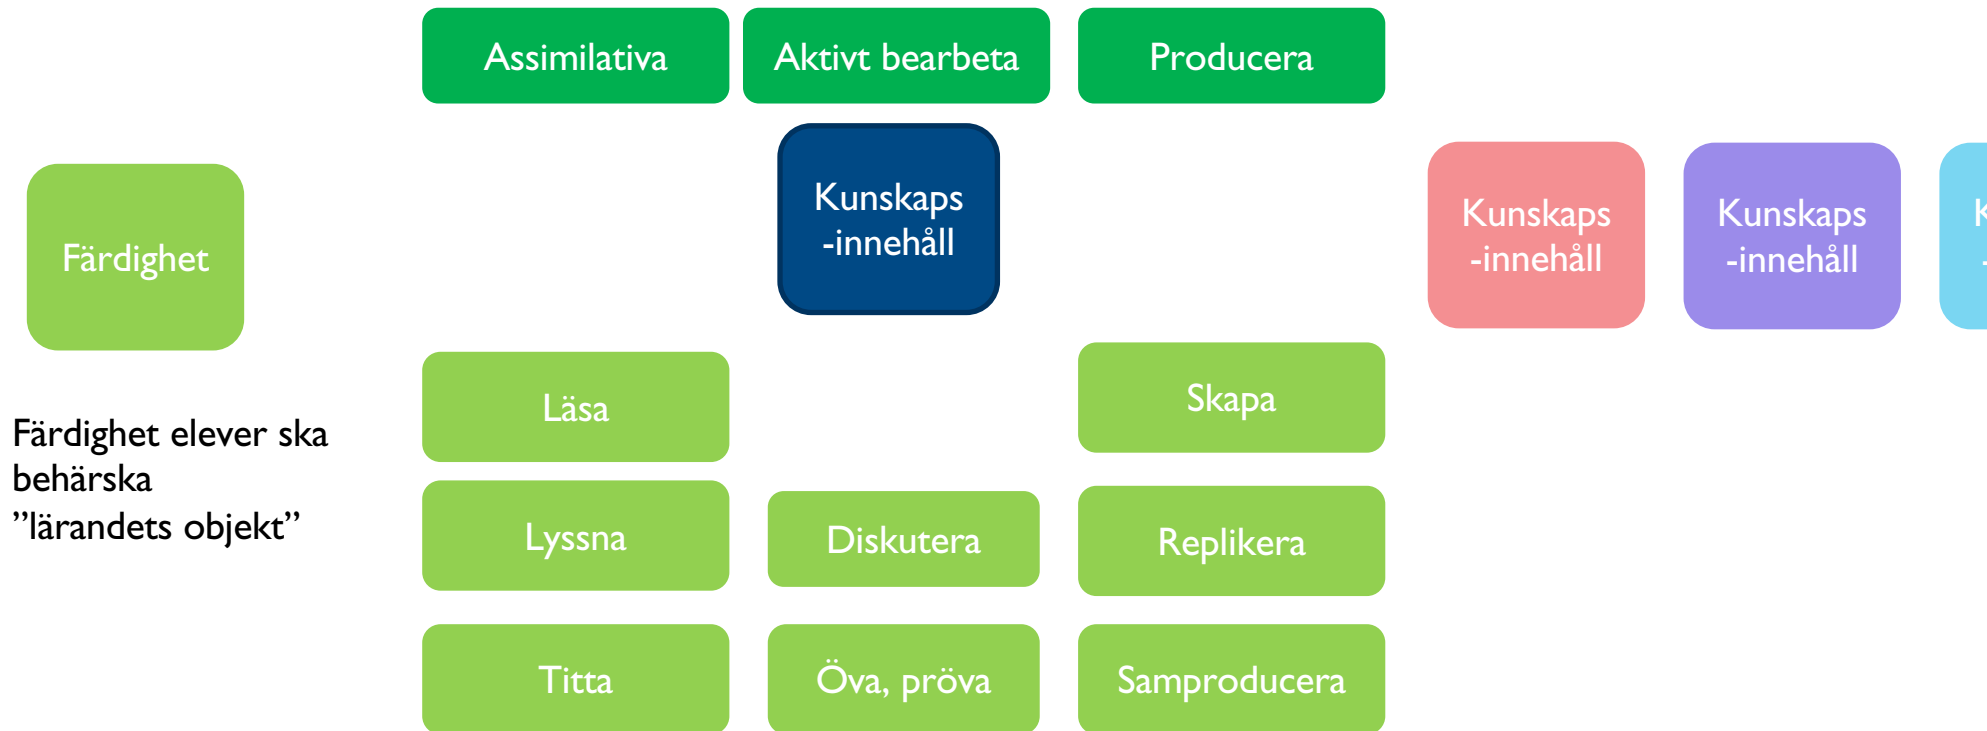 Assimilativa
Aktivt bearbeta
Producera
Färdighet
Kunskaps
-innehåll
Kunskaps
-innehåll
Kunskaps
-innehåll
K
-
Färdighet elever ska
behärska
”lärandets objekt”
Läsa
Lyssna
Titta
Diskutera
Öva, pröva
Skapa
Replikera
Samproducera